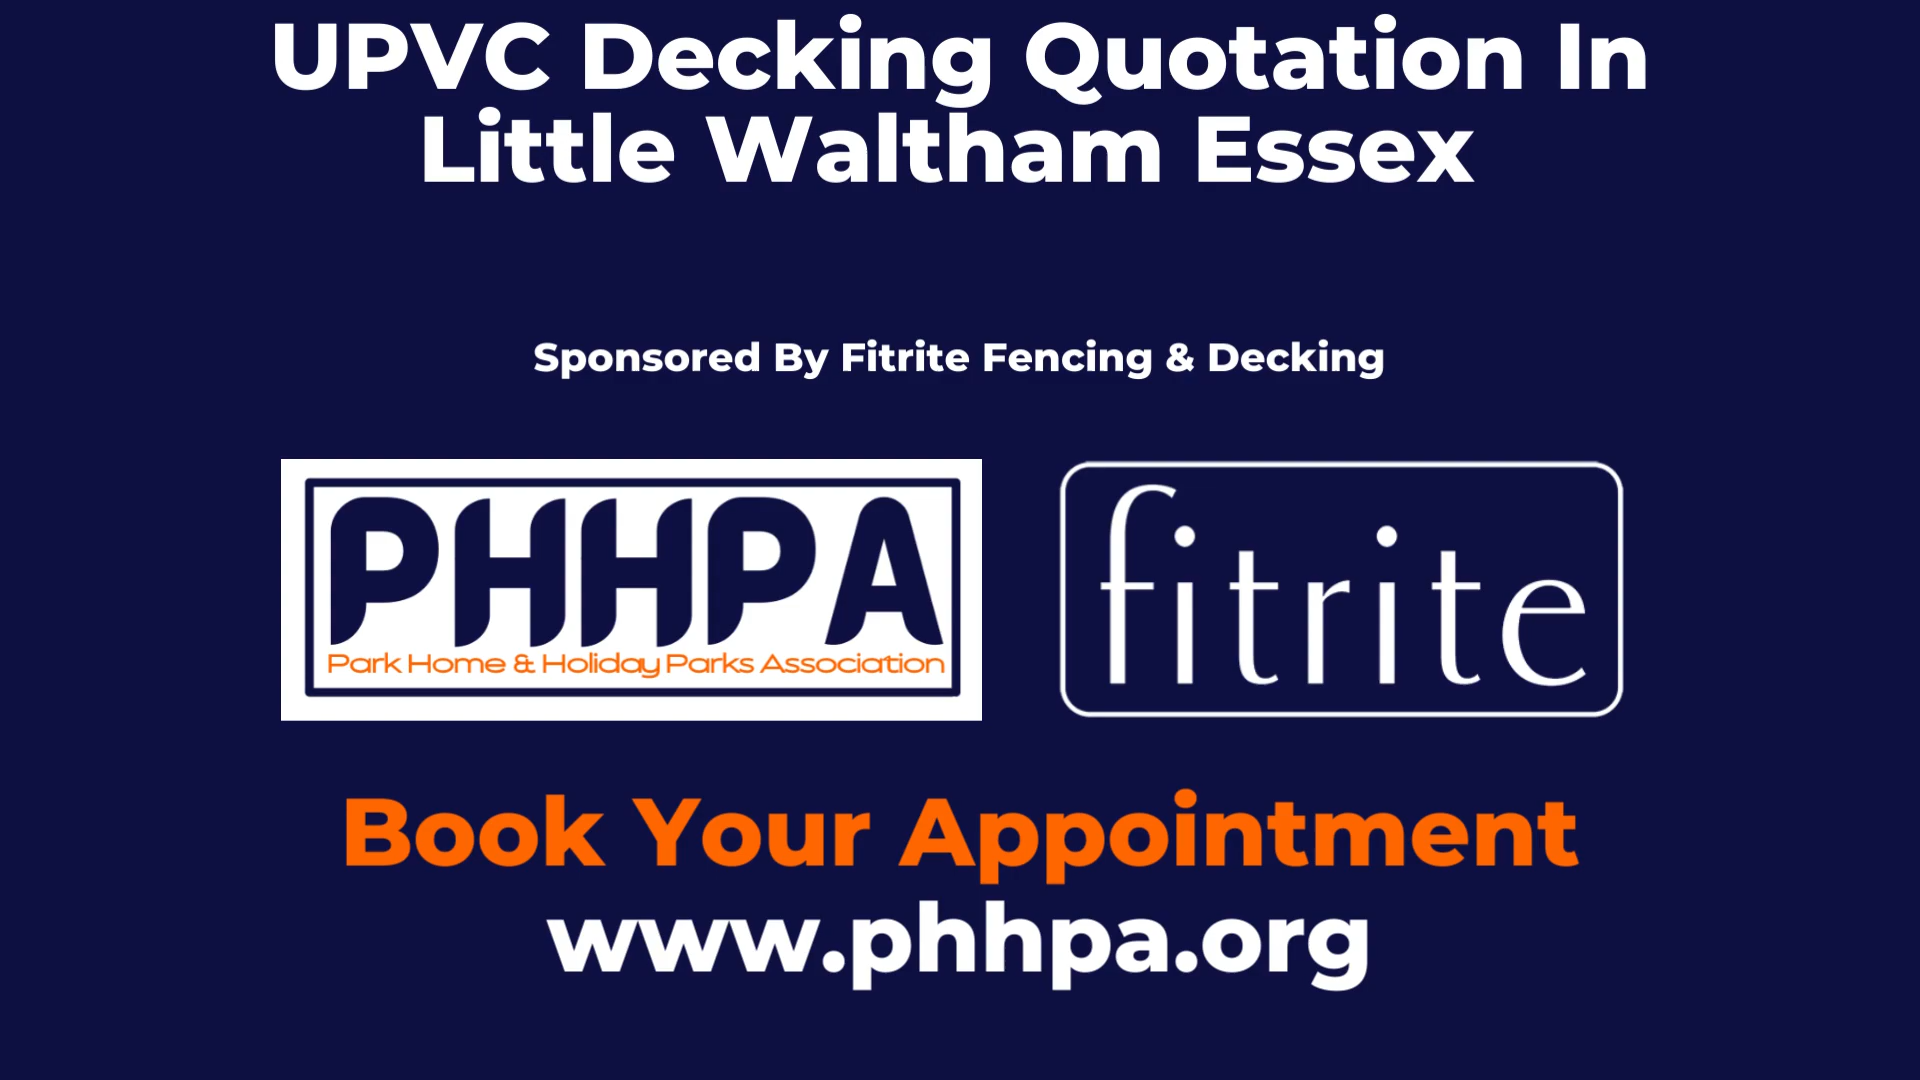 UPVC Decking Quotation In
Little Waltham Essex
Sponsored By Fitrite Fencing & Decking
PHHPA
Park Home & Holiday Parks Association
fitrite
Book Your Appointment
www.phhpa.org